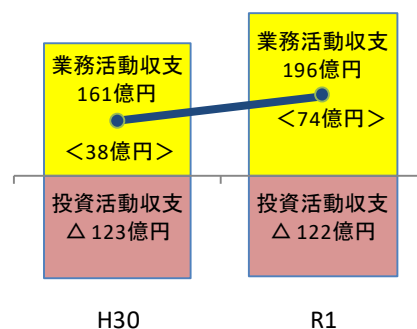 業務活動収支
161億円
＜38億円＞
投資活動収支
△ 123億円
H30
業務活動収支
196億円
＜74億円＞
投資活動収支
△ 122億円
R1